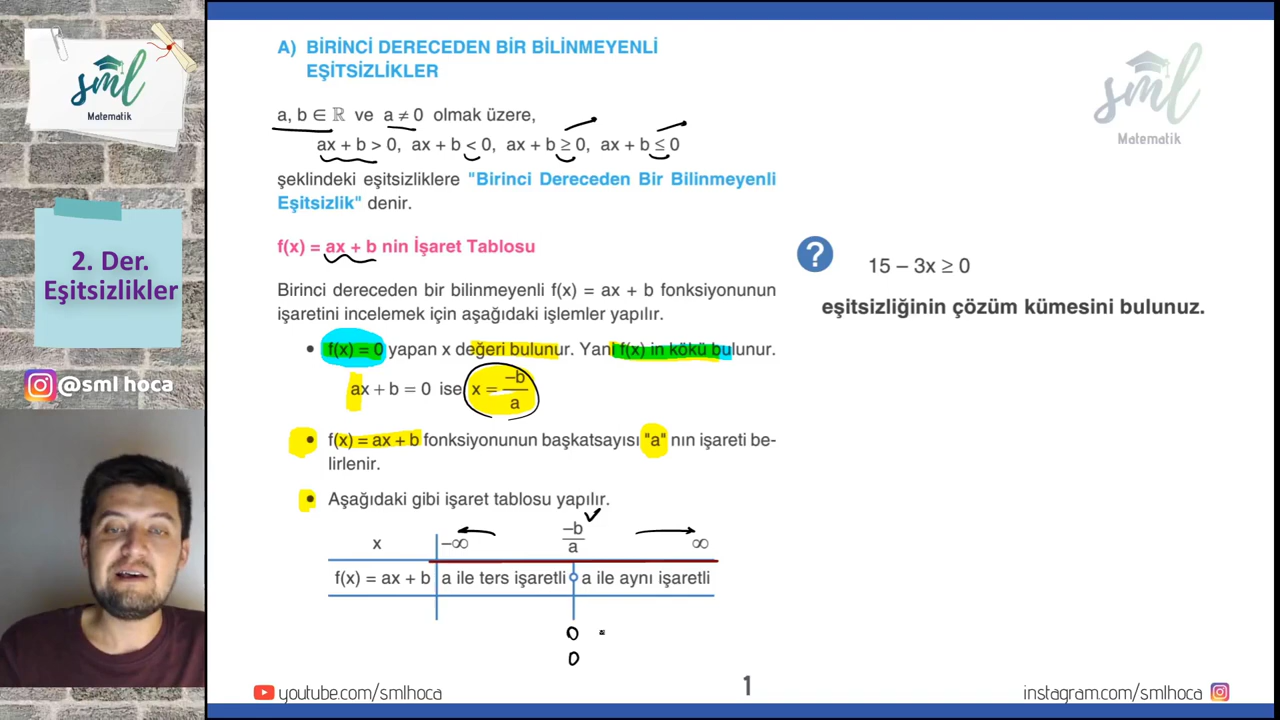 sml
Matematik
2. Der.
Eşitsizlikler
@sml hoca
A) BİRİNCİ DERECEDEN BİR BİLİNMEYENLİ
EŞİTSİZLİKLER
a, b ∈ ℝ ve a ≠ 0 olmak üzere,
ax + b > 0, ax + b < 0, ax + b ≥ 0, ax + b ≤ 0
şeklindeki eşitsizliklere "Birinci Dereceden Bir Bilinmeyenli
Eşitsizlik" denir.
f(x) = ax + b nin İşaret Tablosu
Birinci dereceden bir bilinmeyenli f(x) = ax + b fonksiyonunun
işaretini incelemek için aşağıdaki işlemler yapılır.
• f(x) = 0 yapan x değeri bulunur. Yani f(x) in kökü bulunur.
ax + b = 0 ise x = –b/a
• f(x) = ax + b fonksiyonunun başkatsayısı "a" nın işareti be-
lirlenir.
• Aşağıdaki gibi işaret tablosu yapılır.
x –∞ –b/a ∞
f(x) = ax + b a ile ters işaretli a ile aynı işaretli
0 =
0
sml
Matematik
?
15 – 3x ≥ 0
eşitsizliğinin çözüm kümesini bulunuz.
youtube.com/smlhoca
1
instagram.com/smlhoca